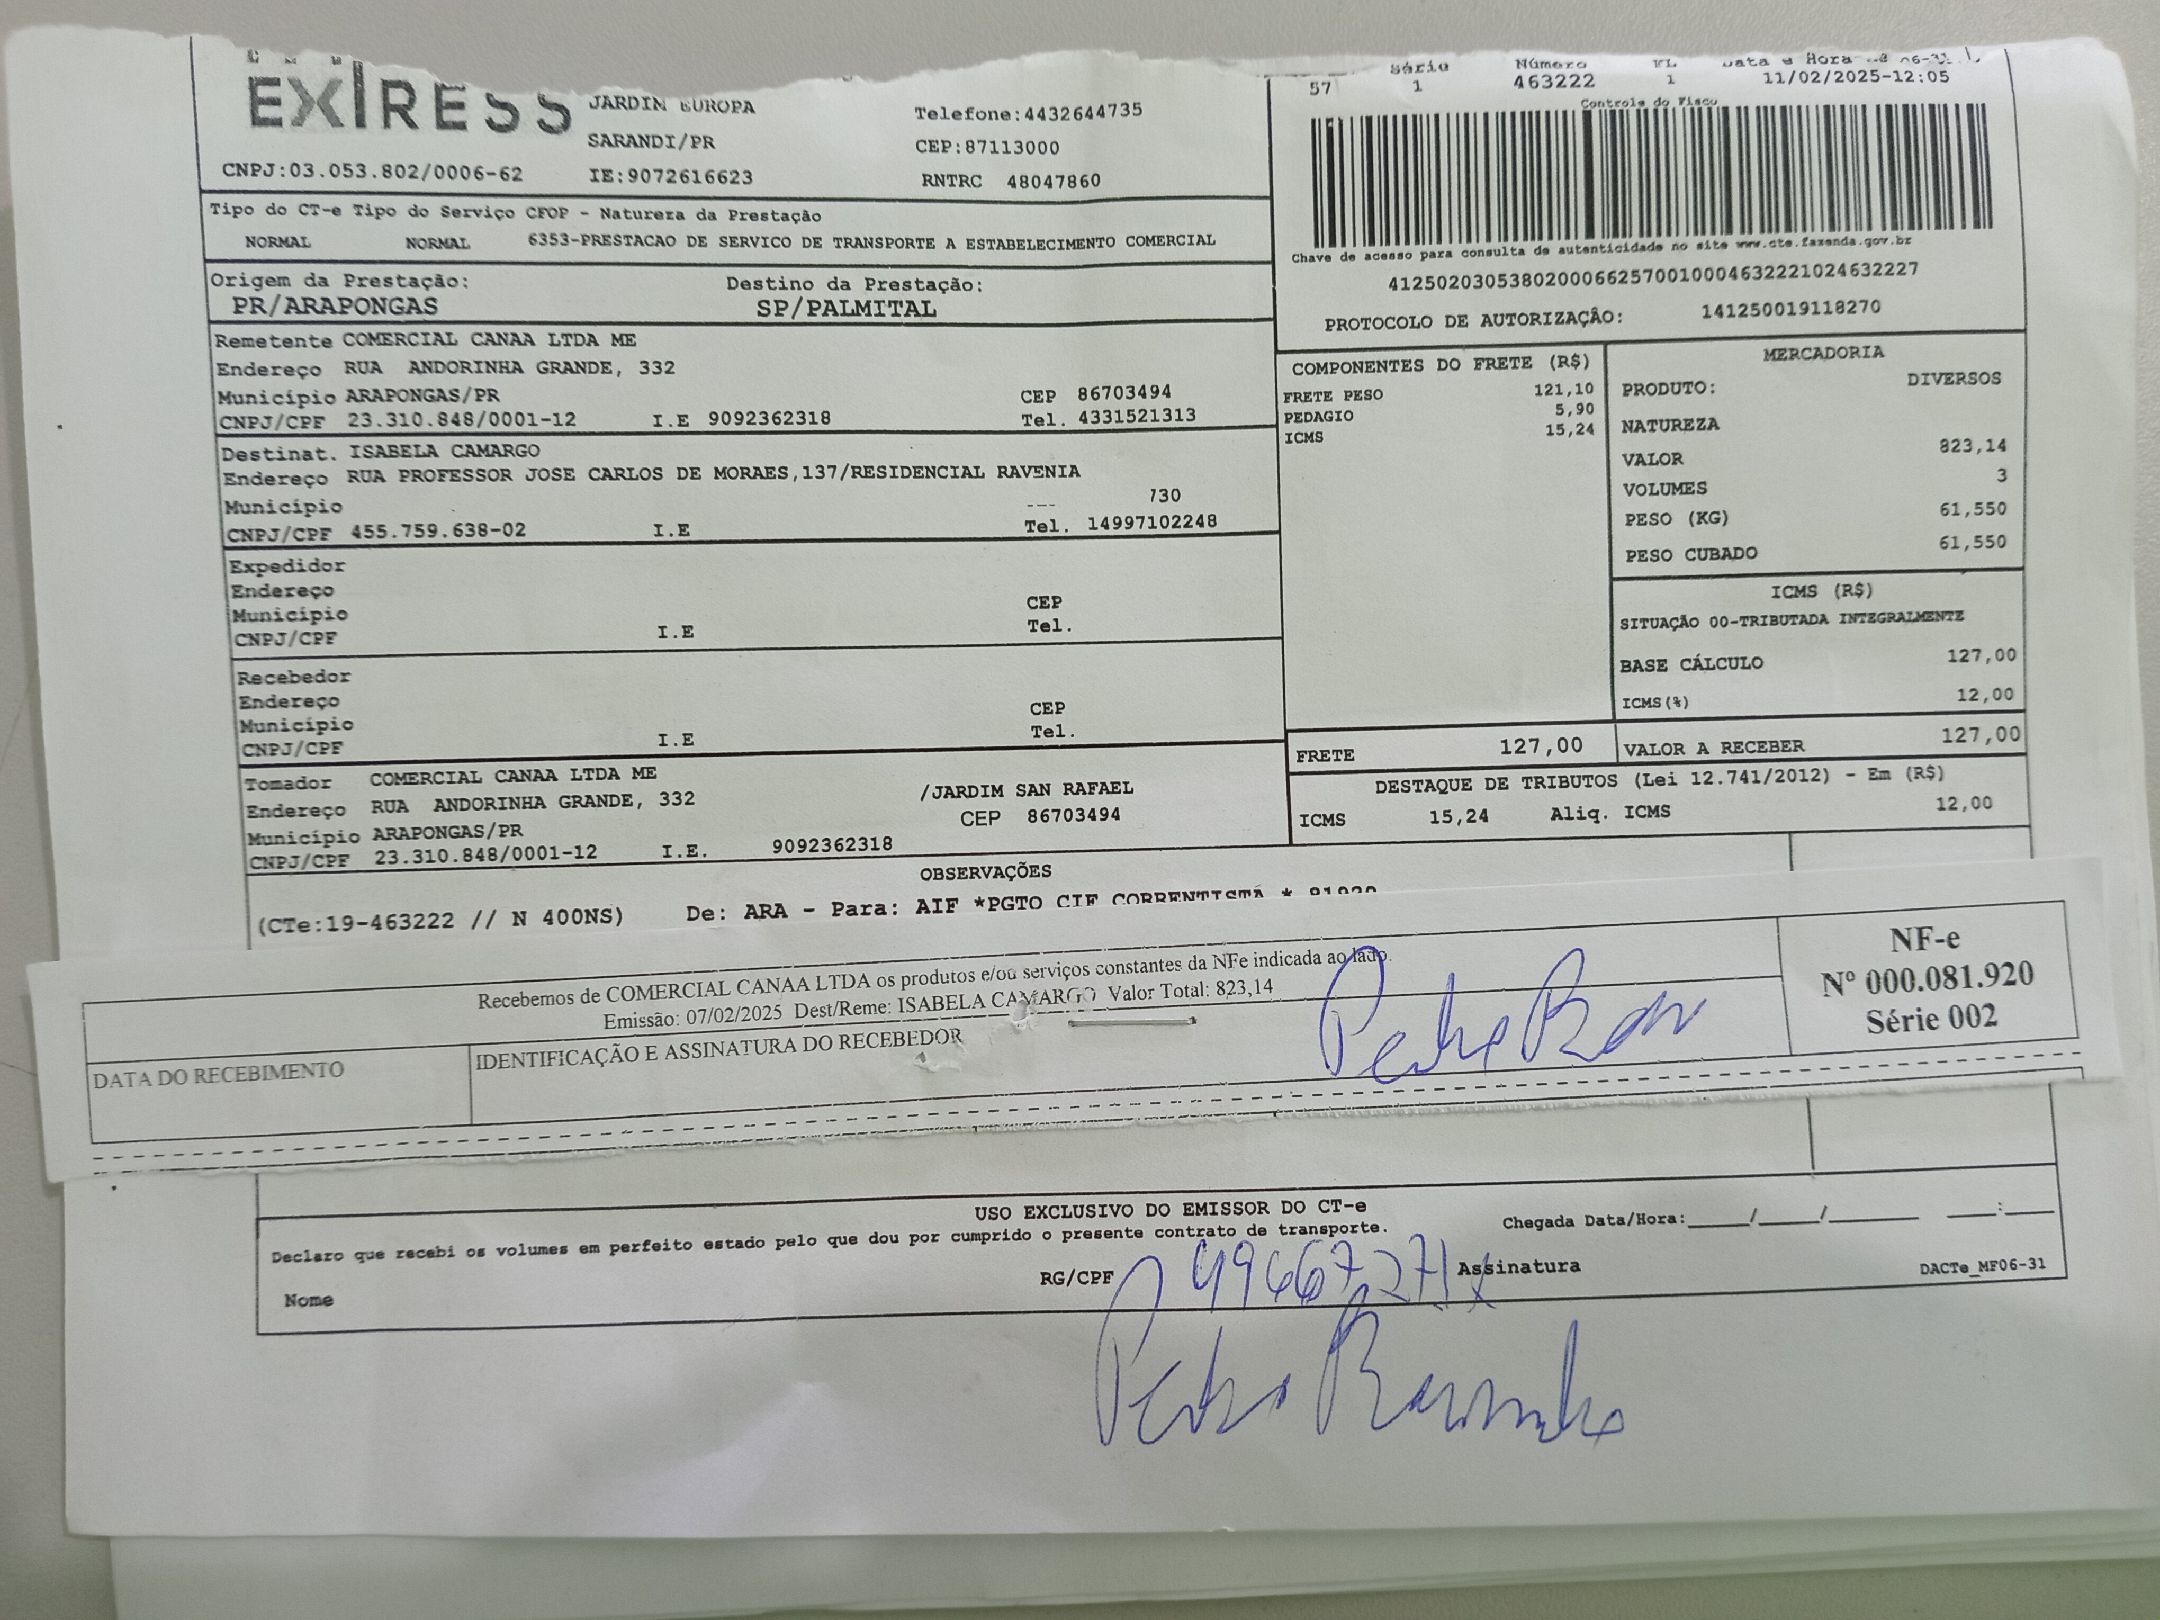 EXPRESS
JARDIM EUROPA
SARANDI/PR
CNPJ:03.053.802/0006-62 IE:9072616623
Telefone:4432644735
CEP:87113000
RNTRC 48047860
Série Número FL Data e Hora
57 1 463222 1 11/02/2025-12:05
Controle do Fisco
Chave de acesso para consulta de autenticidade no site www.cte.fazenda.gov.br
41250203053802000662570010004632221024632227
PROTOCOLO DE AUTORIZAÇÃO: 141250019118270
Tipo do CT-e Tipo do Serviço CFOP - Natureza da Prestação
NORMAL NORMAL 6353-PRESTACAO DE SERVICO DE TRANSPORTE A ESTABELECIMENTO COMERCIAL
Origem da Prestação: Destino da Prestação:
PR/ARAPONGAS SP/PALMITAL
Remetente COMERCIAL CANAA LTDA ME
Endereço RUA ANDORINHA GRANDE, 332
Município ARAPONGAS/PR CEP 86703494
CNPJ/CPF 23.310.848/0001-12 I.E 9092362318 Tel. 4331521313
Destinat. ISABELA CAMARGO
Endereço RUA PROFESSOR JOSE CARLOS DE MORAES,137/RESIDENCIAL RAVENIA
Município 730
CNPJ/CPF 455.759.638-02 I.E Tel. 14997102248
Expedidor
Endereço
Município CEP
CNPJ/CPF I.E Tel.
Recebedor
Endereço
Município CEP
CNPJ/CPF I.E Tel.
Tomador COMERCIAL CANAA LTDA ME
Endereço RUA ANDORINHA GRANDE, 332 /JARDIM SAN RAFAEL
Município ARAPONGAS/PR CEP 86703494
CNPJ/CPF 23.310.848/0001-12 I.E. 9092362318
COMPONENTES DO FRETE (R$)
FRETE PESO 121,10
PEDAGIO 5,90
ICMS 15,24
MERCADORIA
PRODUTO: DIVERSOS
NATUREZA
VALOR 823,14
VOLUMES 3
PESO (KG) 61,550
PESO CUBADO 61,550
ICMS (R$)
SITUAÇÃO 00-TRIBUTADA INTEGRALMENTE
BASE CÁLCULO 127,00
ICMS(%) 12,00
FRETE 127,00 VALOR A RECEBER 127,00
DESTAQUE DE TRIBUTOS (Lei 12.741/2012) - Em (R$)
ICMS 15,24 Aliq. ICMS 12,00
OBSERVAÇÕES
(CTe:19-463222 // N 400NS) De: ARA - Para: AIF *PGTO CIF CORRENTISTA * 81920
Recebemos de COMERCIAL CANAA LTDA os produtos e/ou serviços constantes da NFe indicada ao lado.
Emissão: 07/02/2025 Dest/Reme: ISABELA CAMARGO Valor Total: 823,14
DATA DO RECEBIMENTO
IDENTIFICAÇÃO E ASSINATURA DO RECEBEDOR
NF-e
Nº 000.081.920
Série 002
USO EXCLUSIVO DO EMISSOR DO CT-e
Declaro que recebi os volumes em perfeito estado pelo que dou por cumprido o presente contrato de transporte.
Chegada Data/Hora:_____/_____/_______ ____:____
Nome RG/CPF Assinatura
DACTe_MF06-31
Pedro